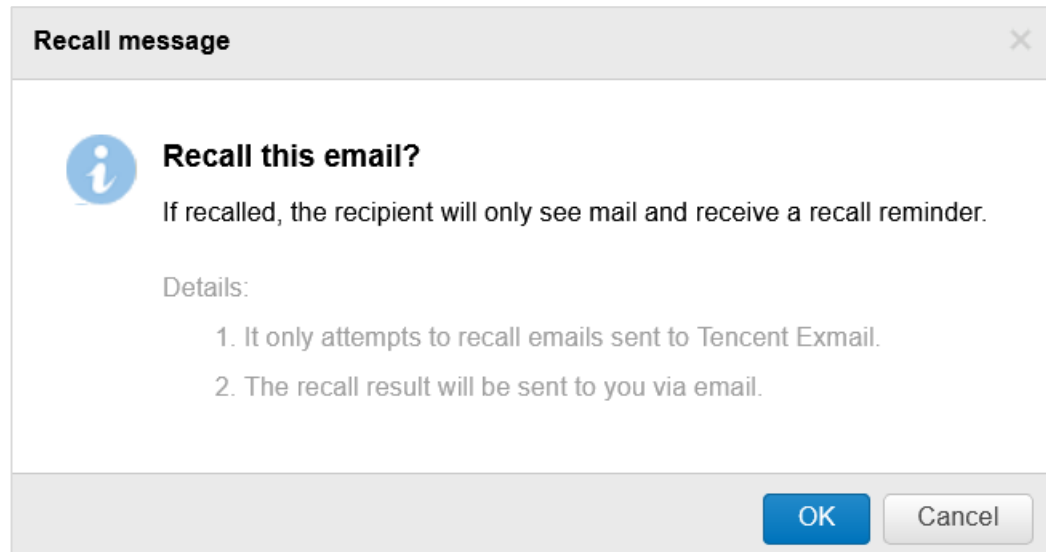 Recall message
Recall this email?
If recalled, the recipient will only see mail and receive a recall reminder.
Details:
1. It only attempts to recall emails sent to Tencent Exmail.
2. The recall result will be sent to you via email.
OK
Cancel